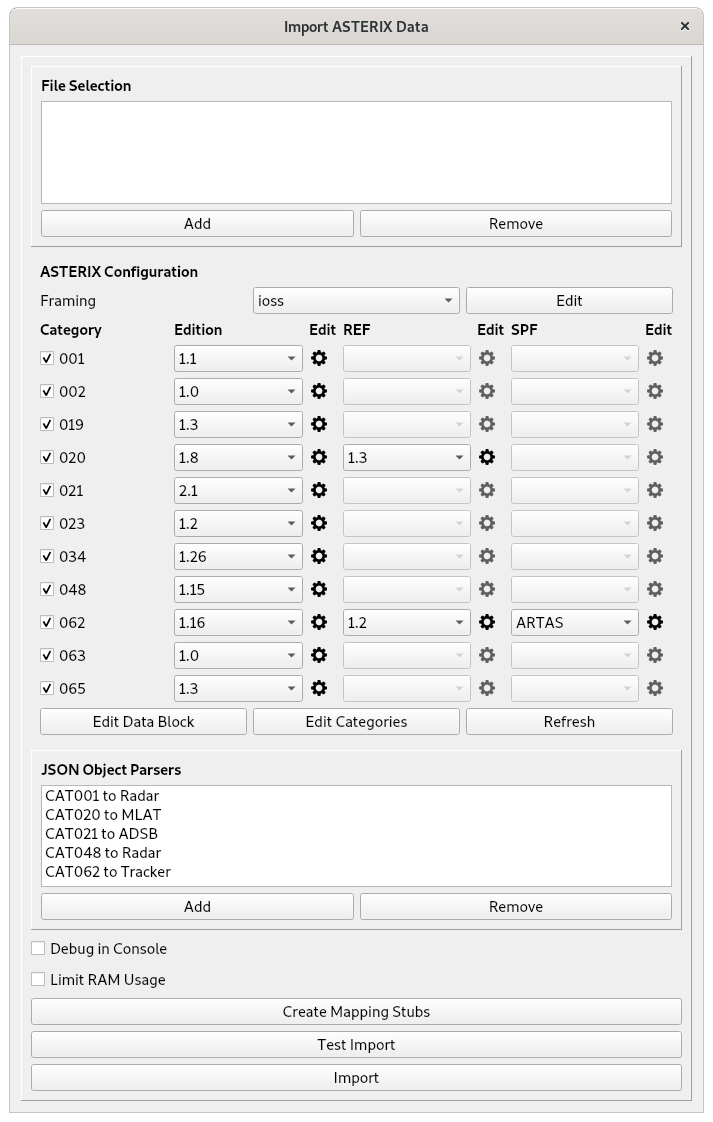 Import ASTERIX Data ×
File Selection
Add Remove
ASTERIX Configuration
Framing ioss Edit
Category Edition Edit REF Edit SPF Edit
001 1.1
002 1.0
019 1.3
020 1.8 1.3
021 2.1
023 1.2
034 1.26
048 1.15
062 1.16 1.2 ARTAS
063 1.0
065 1.3
Edit Data Block Edit Categories Refresh
JSON Object Parsers
CAT001 to Radar
CAT020 to MLAT
CAT021 to ADSB
CAT048 to Radar
CAT062 to Tracker
Add Remove
Debug in Console
Limit RAM Usage
Create Mapping Stubs
Test Import
Import